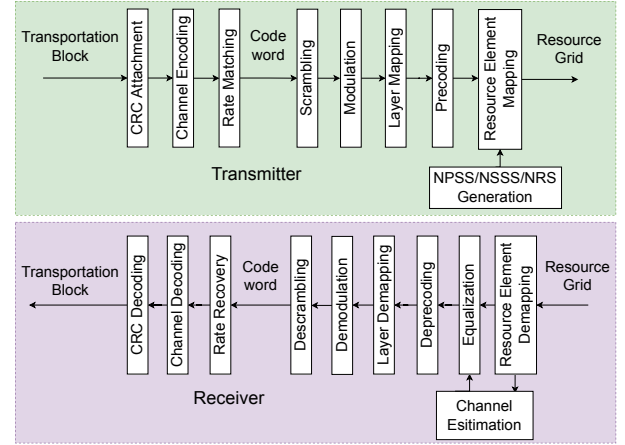 Transportation
Block
CRC Attachment
Channel Encoding
Rate Matching
Code
word
Scrambling
Modulation
Layer Mapping
Precoding
Resource Element
Mapping
Resource
Grid
Transmitter
NPSS/NSSS/NRS
Generation
Transportation
Block
CRC Decoding
Channel Decoding
Rate Recovery
Code
word
Descrambling
Demodulation
Layer Demapping
Deprecoding
Equalization
Resource Element
Demapping
Resource
Grid
Receiver
Channel
Esitimation